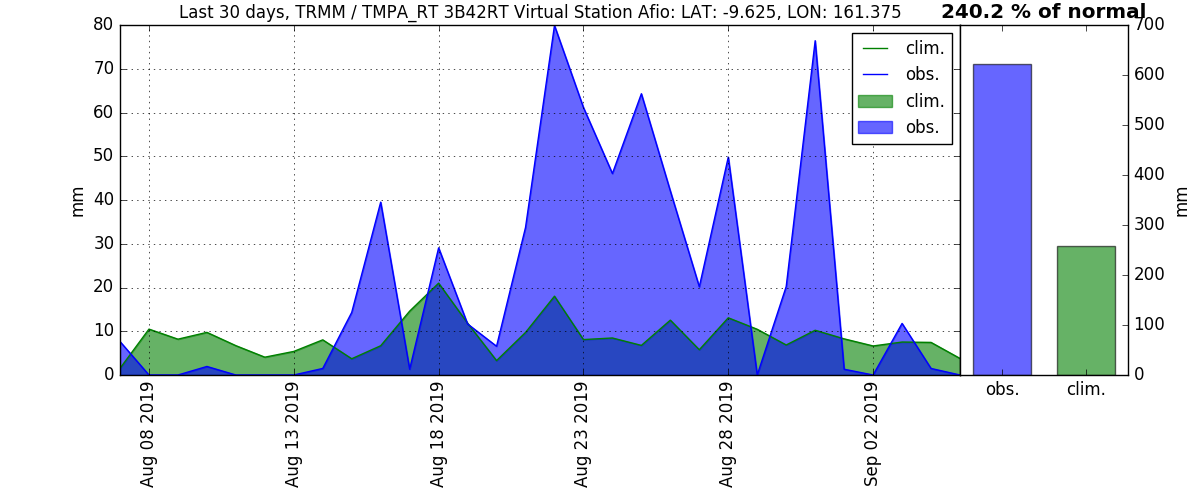 Last 30 days, TRMM / TMPA_RT 3B42RT Virtual Station Afio: LAT: -9.625, LON: 161.375
240.2 % of normal
80
70
60
50
40
30
20
10
0
mm
clim.
obs.
clim.
obs.
Aug 08 2019
Aug 13 2019
Aug 18 2019
Aug 23 2019
Aug 28 2019
Sep 02 2019
700
600
500
400
300
200
100
0
mm
obs.
clim.